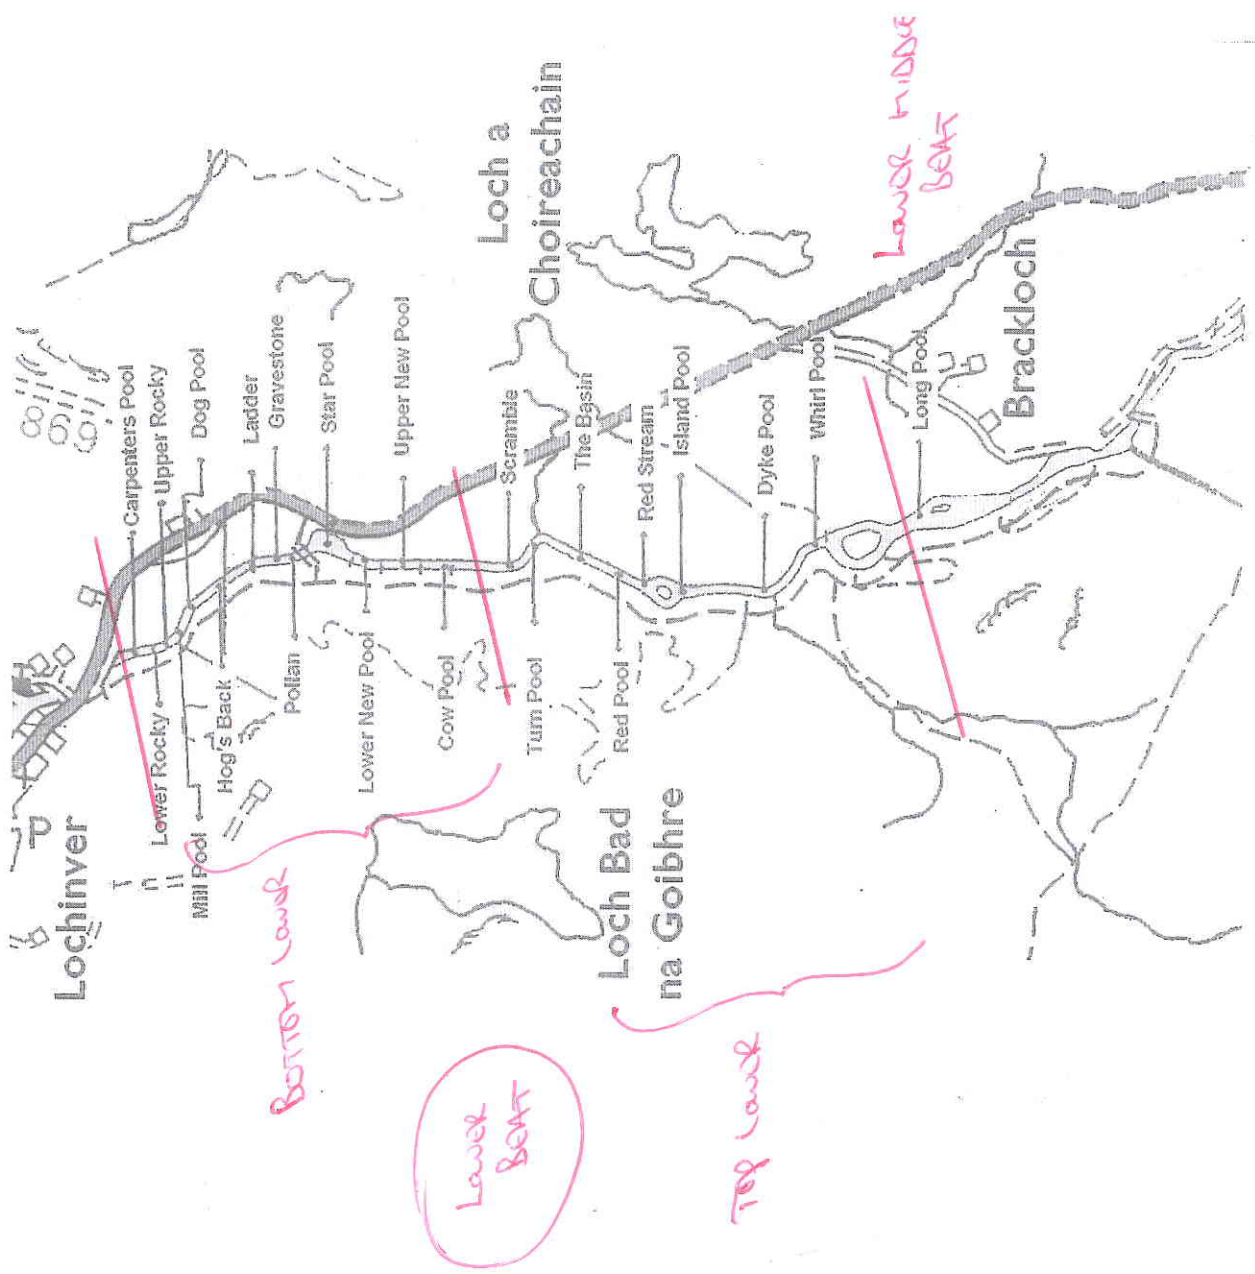 Lochinver
P
Carpenters Pool
Upper Rocky
Dog Pool
Ladder
Gravestone
Star Pool
Upper New Pool
Scramble
The Basin
Red Stream
Island Pool
Dyke Pool
Whirl Pool
Long Pool
Lower Rocky
Mill Pool
Hog's Back
Pollan
Lower New Pool
Cow Pool
Turn Pool
Red Pool
Loch a
Choireachain
Brackloch
Loch Bad
na Goibhre
LOWER MIDDLE
BEAT
BOTTOM LOWER
LOWER
BEAT
TOP LOWER